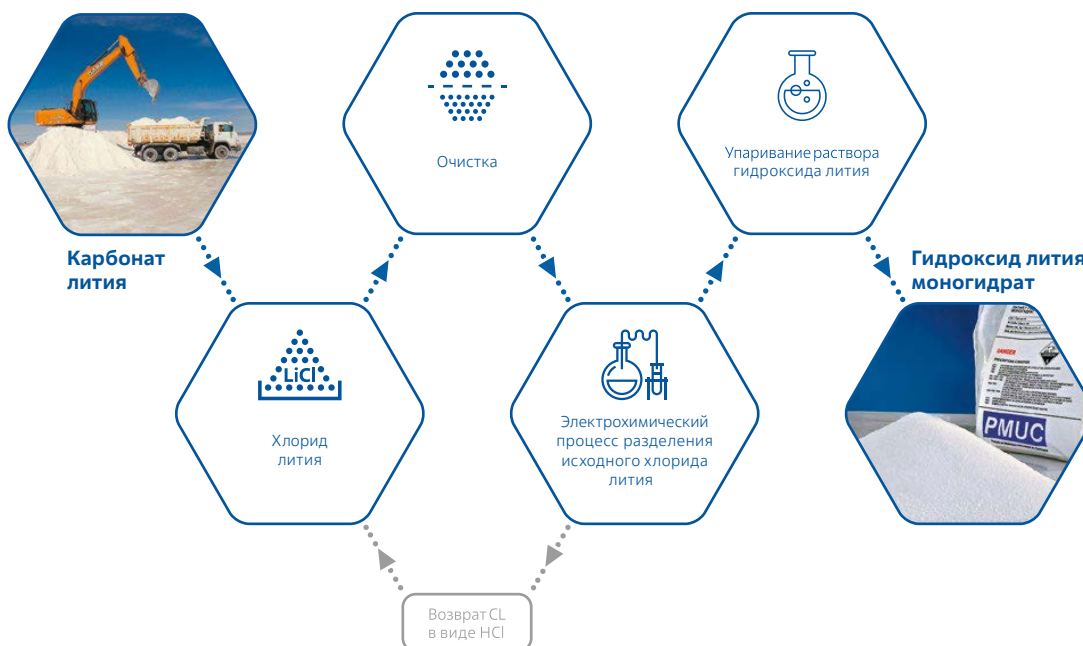 Очистка
Упаривание раствора
гидроксида лития
Карбонат
лития
Гидроксид лития
моногидрат
LiCl
Хлорид
лития
Электрохимический
процесс разделения
исходного хлорида
лития
DANGER
PMUC
Возврат CL
в виде HCl